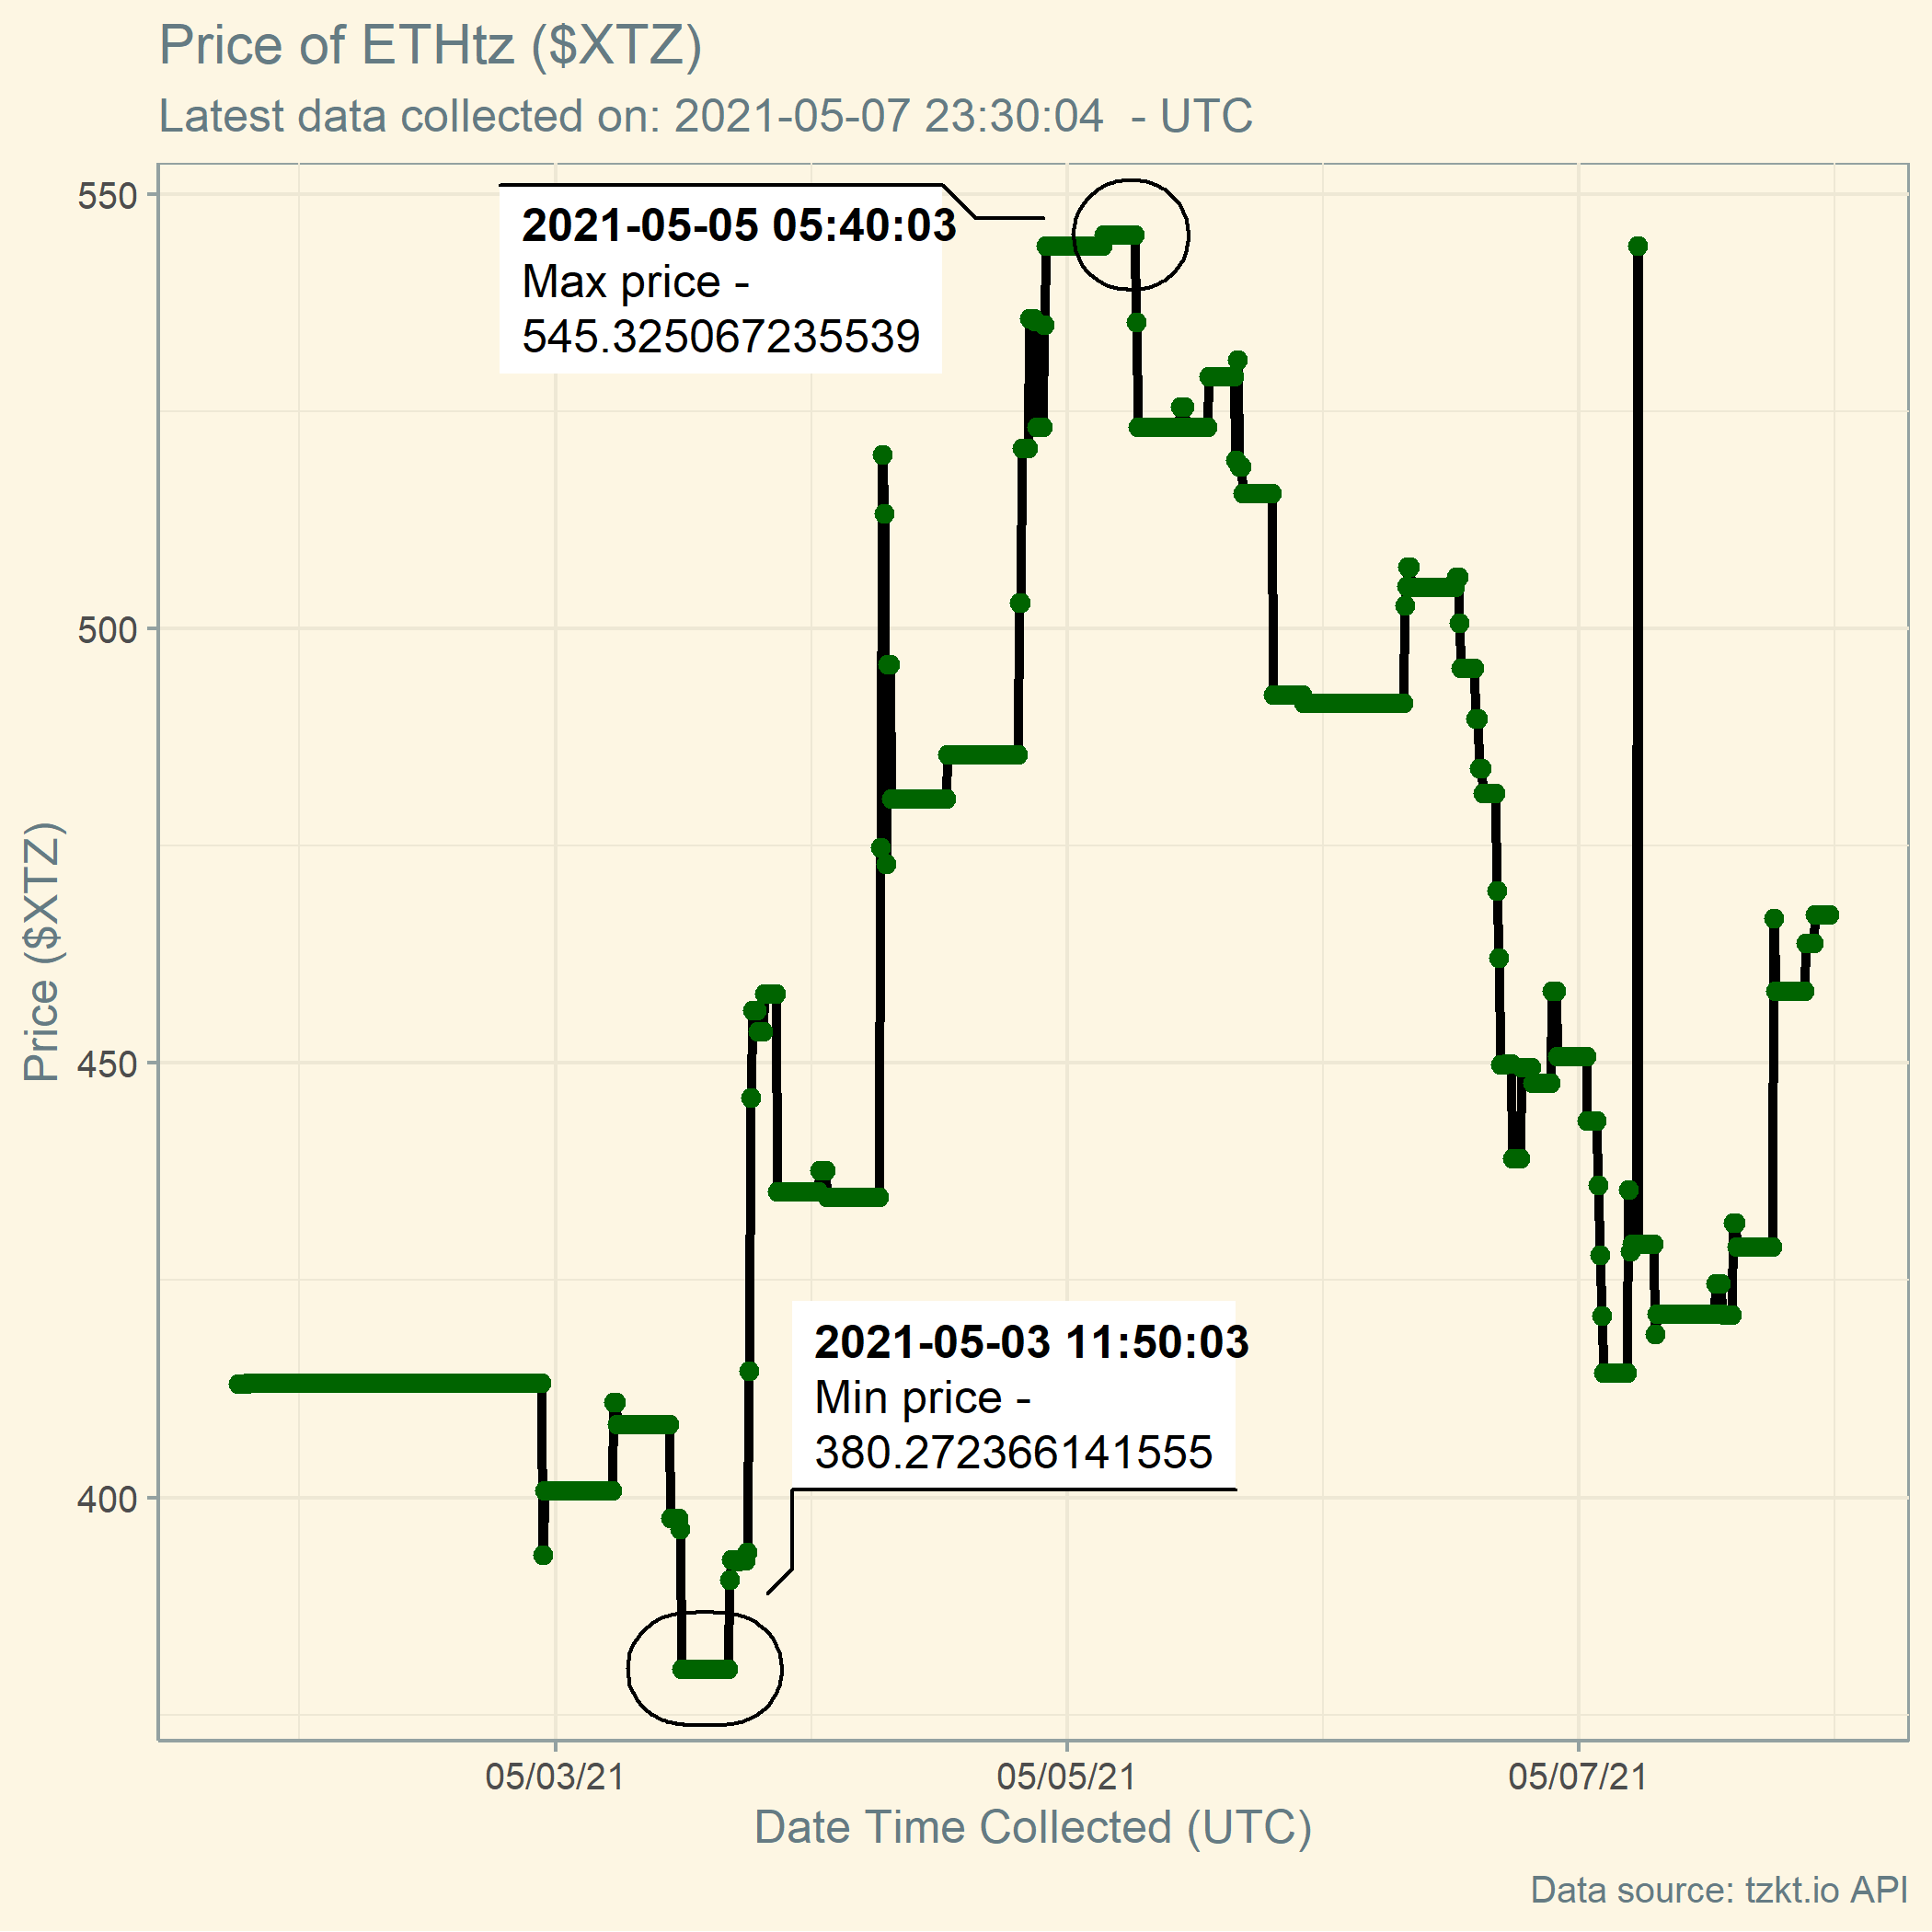 Price of ETHtz ($XTZ)
Latest data collected on: 2021-05-07 23:30:04  - UTC
550
500
450
400
Price ($XTZ)
2021-05-05 05:40:03
Max price -
545.325067235539
2021-05-03 11:50:03
Min price -
380.272366141555
05/03/21
05/05/21
05/07/21
Date Time Collected (UTC)
Data source: tzkt.io API